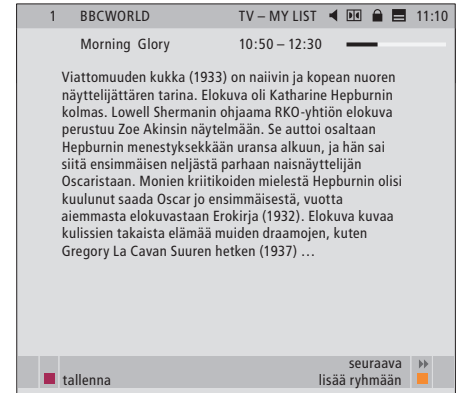 1 BBCWORLD TV – MY LIST 11:10
Morning Glory 10:50 – 12:30
Viattomuuden kukka (1933) on naiivin ja kopean nuoren
näyttelijättären tarina. Elokuva oli Katharine Hepburnin
kolmas. Lowell Shermanin ohjaama RKO-yhtiön elokuva
perustuu Zoe Akinsin näytelmään. Se auttoi osaltaan
Hepburnin menestyksekkään uransa alkuun, ja hän sai
siitä ensimmäisen neljästä parhaan naisnäyttelijän
Oscaristaan. Monien kriitikoiden mielestä Hepburnin olisi
kuulunut saada Oscar jo ensimmäisestä, vuotta
aiemmasta elokuvastaan Erokirja (1932). Elokuva kuvaa
kulissien takaista elämää muiden draamojen, kuten
Gregory La Cavan Suuren hetken (1937) …
seuraava
tallenna lisää ryhmään